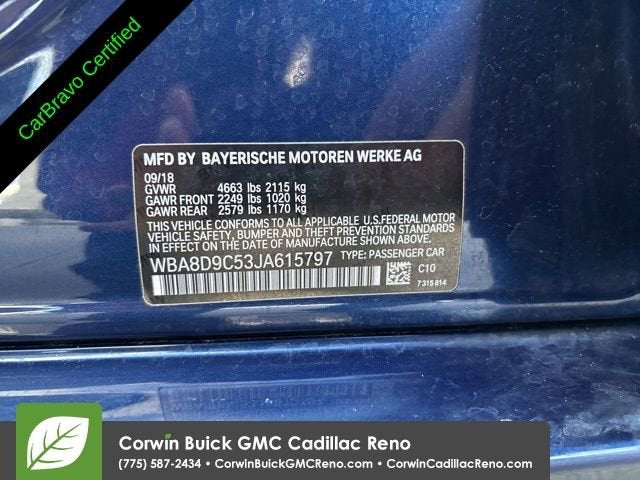 CarBravo Certified
MFD BY BAYERISCHE MOTOREN WERKE AG
09/18
GVWR 4663 lbs 2115 kg
GAWR FRONT 2249 lbs 1020 kg
GAWR REAR 2579 lbs 1170 kg
THIS VEHICLE CONFORMS TO ALL APPLICABLE U.S.FEDERAL MOTOR
VEHICLE SAFETY, BUMPER AND THEFT PREVENTION STANDARDS
IN EFFECT ON THE DATE OF MANUFACTURE SHOWN ABOVE.
WBA8D9C53JA615797 TYPE: PASSENGER CAR
C10
7315814
Corwin Buick GMC Cadillac Reno
(775) 587-2434 • CorwinBuickGMCReno.com • CorwinCadillacReno.com